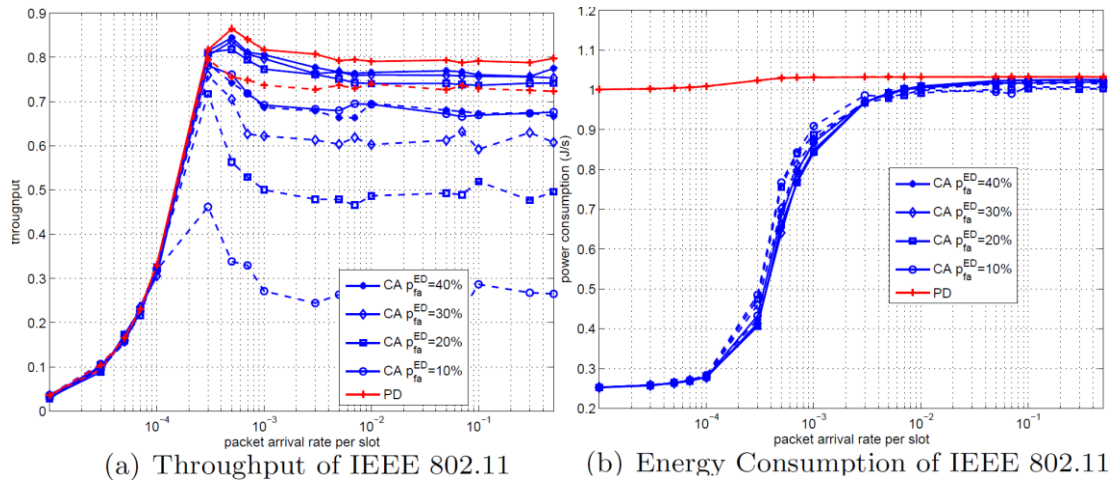 0.9
0.8
0.7
0.6
0.5
0.4
0.3
0.2
0.1
0
throughput
10^-4
10^-3
10^-2
10^-1
packet arrival rate per slot
CA p_fa^ED=40%
CA p_fa^ED=30%
CA p_fa^ED=20%
CA p_fa^ED=10%
PD
(a) Throughput of IEEE 802.11
1.2
1.1
1
0.9
0.8
0.7
0.6
0.5
0.4
0.3
0.2
power consumption (J/s)
10^-4
10^-3
10^-2
10^-1
packet arrival rate per slot
CA p_fa^ED=40%
CA p_fa^ED=30%
CA p_fa^ED=20%
CA p_fa^ED=10%
PD
(b) Energy Consumption of IEEE 802.11